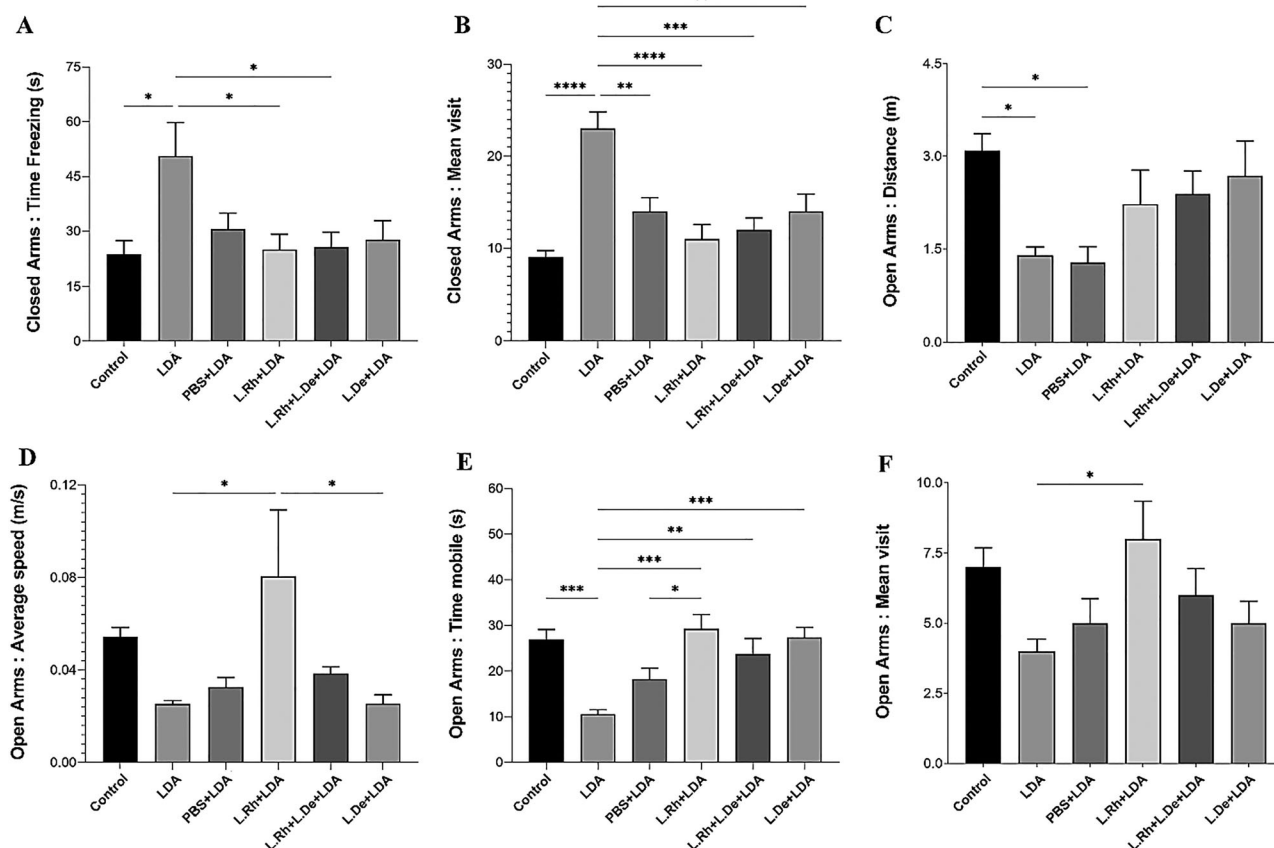 A
Closed Arms : Time Freezing (s)
75
60
45
30
15
0
*
*
*
Control
LDA
PBS+LDA
L.Rh+LDA
L.Rh+L.De+LDA
L.De+LDA
B
Closed Arms : Mean visit
30
20
10
0
***
****
****
**
Control
LDA
PBS+LDA
L.Rh+LDA
L.Rh+L.De+LDA
L.De+LDA
C
Open Arms : Distance (m)
4.5
3.0
1.5
0.0
*
*
Control
LDA
PBS+LDA
L.Rh+LDA
L.Rh+L.De+LDA
L.De+LDA
D
Open Arms : Average speed (m/s)
0.12
0.08
0.04
0.00
*
*
Control
LDA
PBS+LDA
L.Rh+LDA
L.Rh+L.De+LDA
L.De+LDA
E
Open Arms : Time mobile (s)
60
50
40
30
20
10
0
***
**
***
***
*
Control
LDA
PBS+LDA
L.Rh+LDA
L.Rh+L.De+LDA
L.De+LDA
F
Open Arms : Mean visit
10.0
7.5
5.0
2.5
0.0
*
Control
LDA
PBS+LDA
L.Rh+LDA
L.Rh+L.De+LDA
L.De+LDA